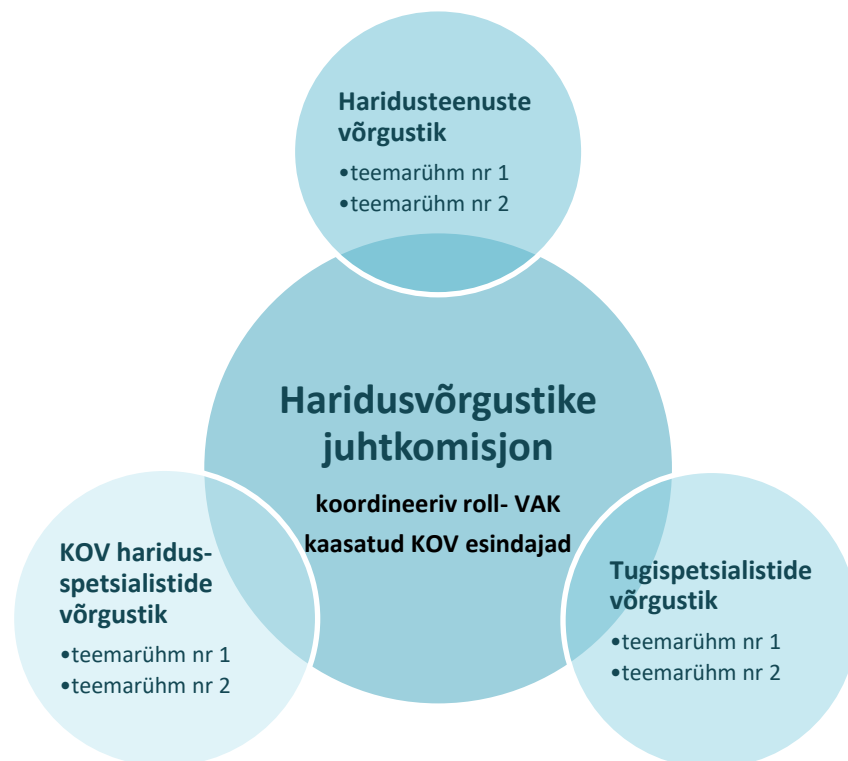 Haridusteenuste
võrgustik
•teemarühm nr 1
•teemarühm nr 2
Haridusvõrgustike
juhtkomisjon
koordineeriv roll- VAK
kaasatud KOV esindajad
KOV haridus-
spetsialistide
võrgustik
•teemarühm nr 1
•teemarühm nr 2
Tugispetsialistide
võrgustik
•teemarühm nr 1
•teemarühm nr 2